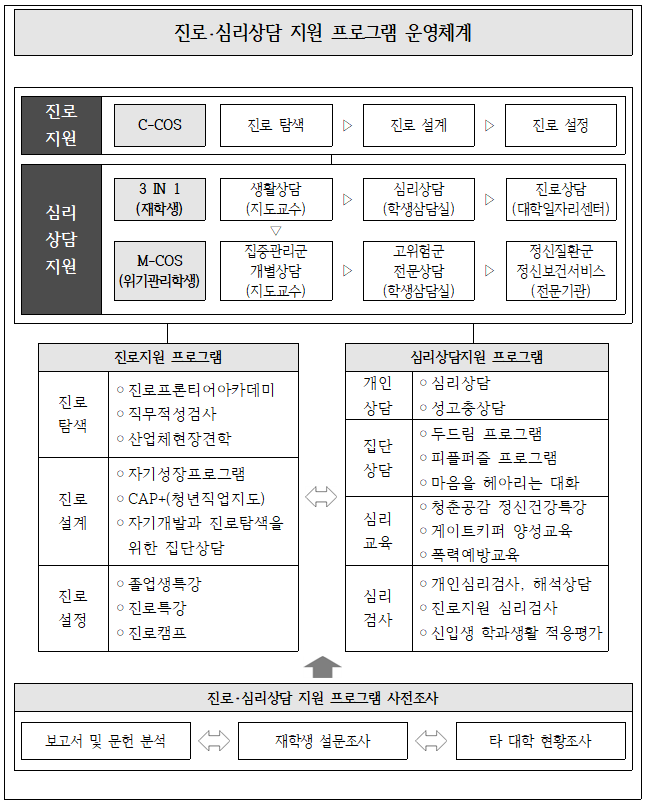 진로·심리상담 지원 프로그램 운영체계
진로
지원
C-COS
진로 탐색
▷
진로 설계
▷
진로 설정
심리
상담
지원
3 IN 1
(재학생)
생활상담
(지도교수)
▷
심리상담
(학생삼담실)
▷
진로상담
(대학일자리센터)
▽
M-COS
(위기관리학생)
집중관리군
개별상담
(지도교수)
▷
고위험군
전문상담
(학생삼담실)
▷
정신질환군
정신보건서비스
(전문기관)
진로지원 프로그램
진로
탐색
○ 진로프론티어아카데미
○ 직무적성검사
○ 산업체현장견학
진로
설계
○ 자기성장프로그램
○ CAP+(청년직업지도)
○ 자기개발과 진로탐색을
위한 집단상담
진로
설정
○ 졸업생특강
○ 진로특강
○ 진로캠프
심리상담지원 프로그램
개인
상담
○ 심리상담
○ 성고충상담
집단
상담
○ 두드림 프로그램
○ 피플퍼즐 프로그램
○ 마음을 헤아리는 대화
심리
교육
○ 청춘공감 정신건강특강
○ 게이트키퍼 양성교육
○ 폭력예방교육
심리
검사
○ 개인심리검사, 해석상담
○ 진로지원 심리검사
○ 신입생 학과생활 적응평가
진로·심리상담 지원 프로그램 사전조사
보고서 및 문헌 분석
재학생 설문조사
타 대학 현황조사